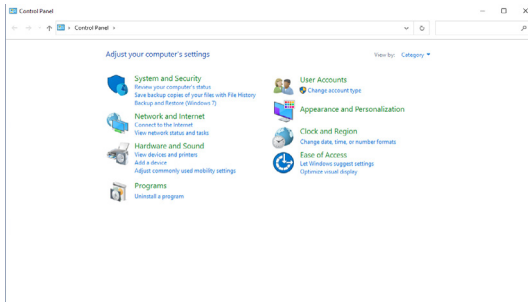 Control Panel
Control Panel
Adjust your computer's settings
View by: Category
System and Security
Review your computer's status
Save backup copies of your files with File History
Backup and Restore (Windows 7)
Network and Internet
Connect to the Internet
View network status and tasks
Hardware and Sound
View devices and printers
Add a device
Adjust commonly used mobility settings
Programs
Uninstall a program
User Accounts
Change account type
Appearance and Personalization
Clock and Region
Change date, time, or number formats
Ease of Access
Let Windows suggest settings
Optimize visual display